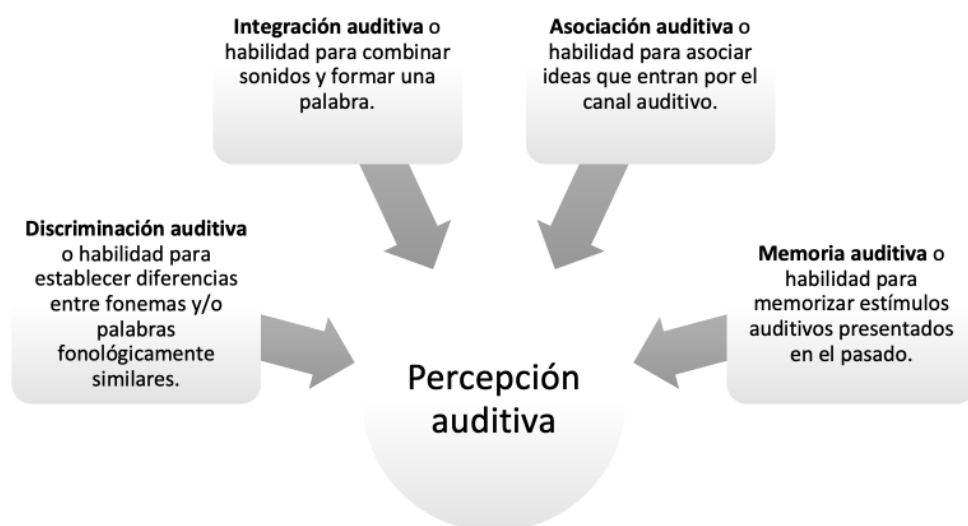 Integración auditiva o
habilidad para combinar
sonidos y formar una
palabra.
Asociación auditiva o
habilidad para asociar
ideas que entran por el
canal auditivo.
Discriminación auditiva
o habilidad para
establecer diferencias
entre fonemas y/o
palabras
fonológicamente
similares.
Memoria auditiva o
habilidad para
memorizar estímulos
auditivos presentados
en el pasado.
Percepción
auditiva